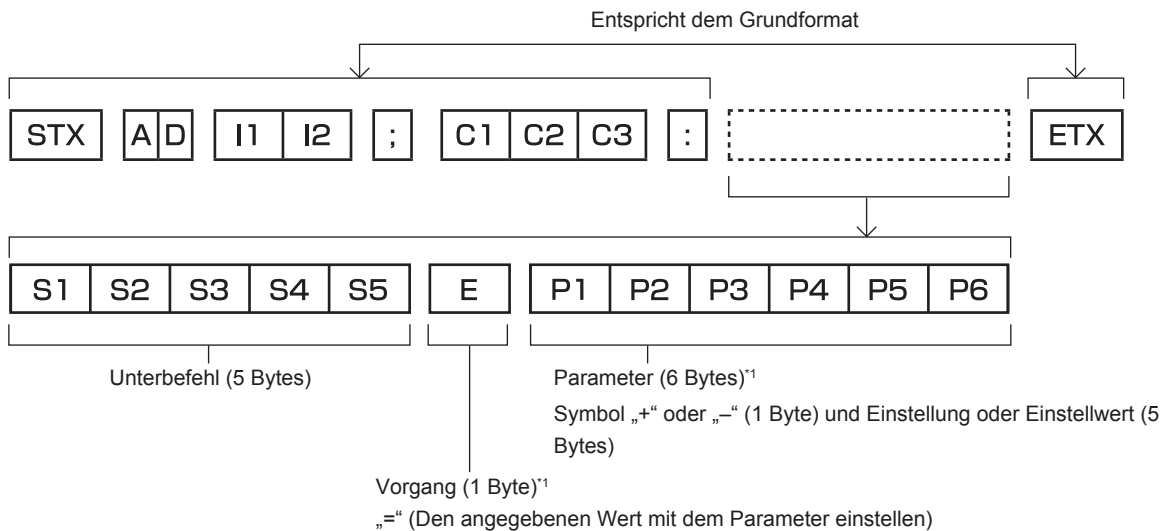 Entspricht dem Grundformat
STX A D I1 I2 ; C1 C2 C3 : ETX
S1 S2 S3 S4 S5 E P1 P2 P3 P4 P5 P6
Unterbefehl (5 Bytes)
Parameter (6 Bytes)*1
Symbol „+“ oder „–“ (1 Byte) und Einstellung oder Einstellwert (5
Bytes)
Vorgang (1 Byte)*1
„=“ (Den angegebenen Wert mit dem Parameter einstellen)